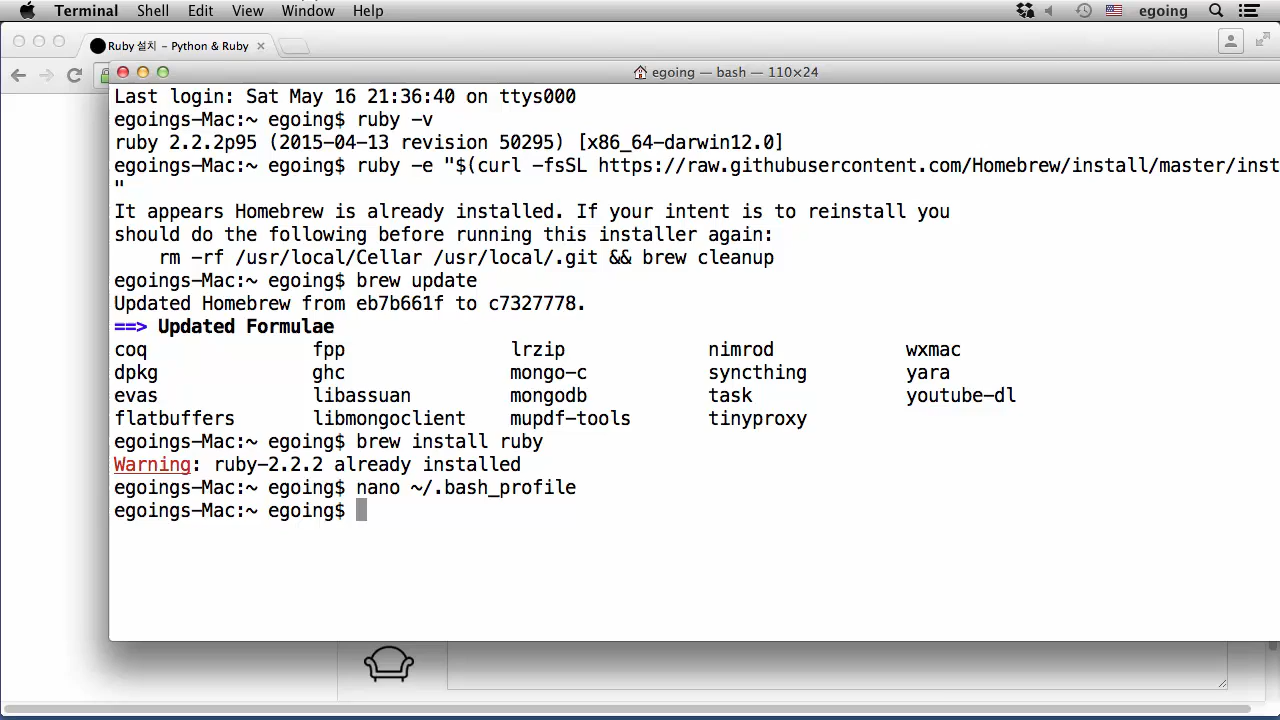 Terminal Shell Edit View Window Help egoing
Ruby 설치 - Python & Ruby
egoing — bash — 110×24
Last login: Sat May 16 21:36:40 on ttys000
egoings-Mac:~ egoing$ ruby -v
ruby 2.2.2p95 (2015-04-13 revision 50295) [x86_64-darwin12.0]
egoings-Mac:~ egoing$ ruby -e "$(curl -fsSL https://raw.githubusercontent.com/Homebrew/install/master/inst
"
It appears Homebrew is already installed. If your intent is to reinstall you
should do the following before running this installer again:
rm -rf /usr/local/Cellar /usr/local/.git && brew cleanup
egoings-Mac:~ egoing$ brew update
Updated Homebrew from eb7b661f to c7327778.
==> Updated Formulae
coq fpp lrzip nimrod wxmac
dpkg ghc mongo-c syncthing yara
evas libassuan mongodb task youtube-dl
flatbuffers libmongoclient mupdf-tools tinyproxy
egoings-Mac:~ egoing$ brew install ruby
Warning: ruby-2.2.2 already installed
egoings-Mac:~ egoing$ nano ~/.bash_profile
egoings-Mac:~ egoing$